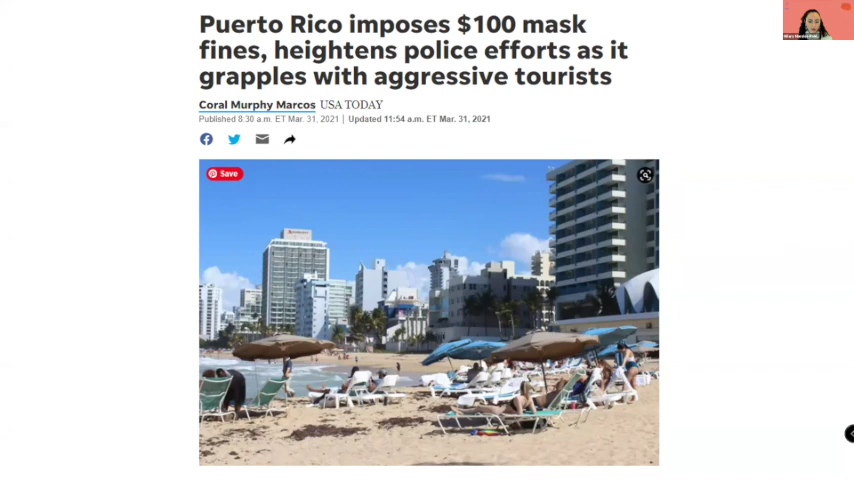 Puerto Rico imposes $100 mask
fines, heightens police efforts as it
grapples with aggressive tourists
Coral Murphy Marcos USA TODAY
Published 8:30 a.m. ET Mar. 31, 2021 | Updated 11:54 a.m. ET Mar. 31, 2021
Save